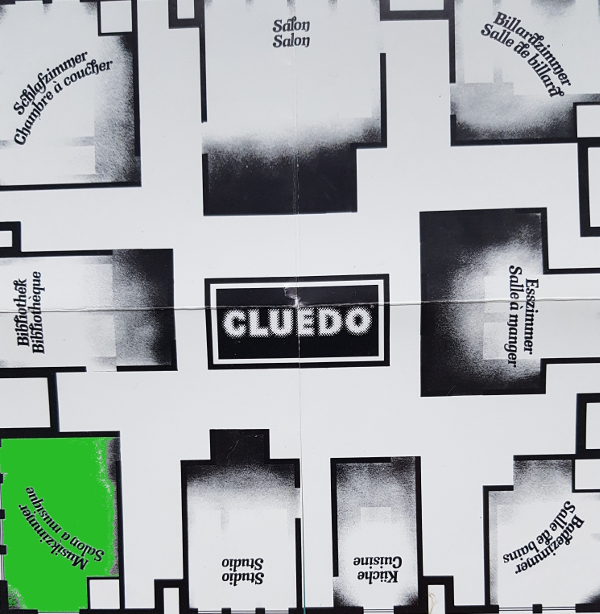 Salon
Salon
Schlafzimmer
Chambre à coucher
Billardzimmer
Salle de billard
Bibliothek
Bibliothèque
CLUEDO
Esszimmer
Salle à manger
Musikzimmer
Salon a musique
Studio
Studio
Küche
Cuisine
Badezimmer
Salle de bains